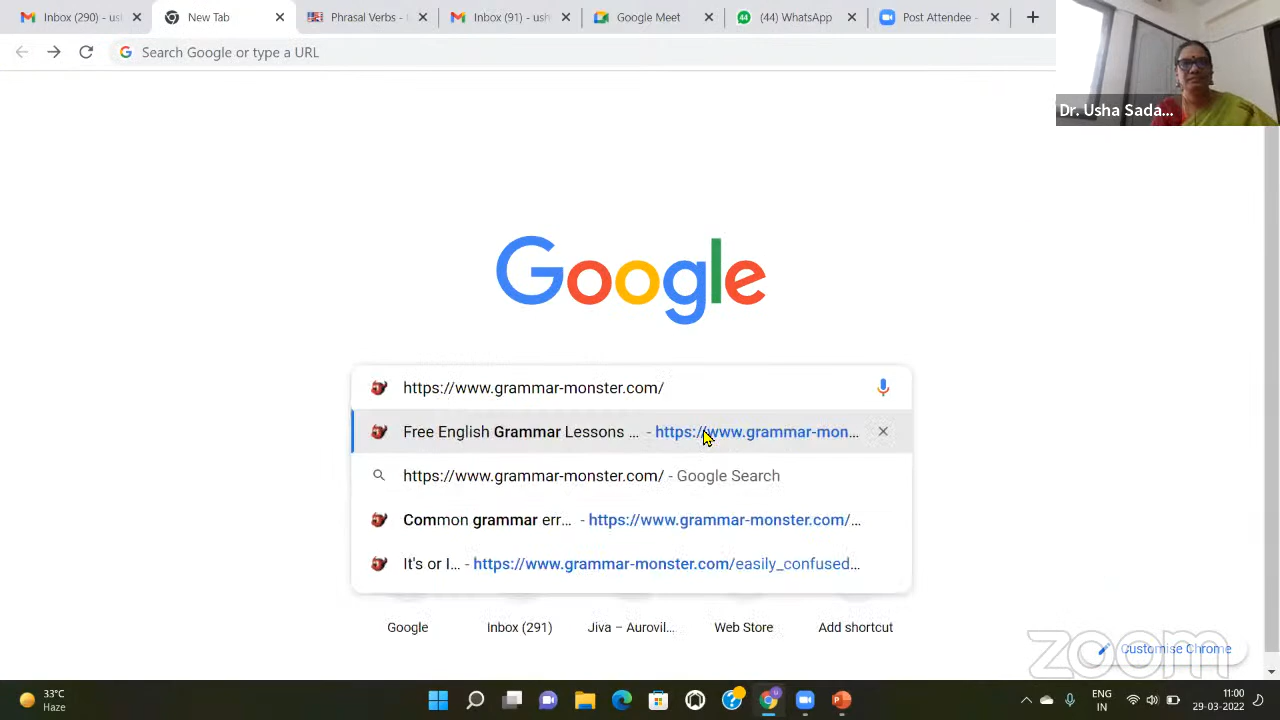 Inbox (290) - usl
New Tab
Phrasal Verbs - l
Inbox (91) - ush
Google Meet
44
(44) WhatsApp
Post Attendee -
Search Google or type a URL
Dr. Usha Sada...
Google
https://www.grammar-monster.com/
Free English Grammar Lessons ... - https://www.grammar-mon...
https://www.grammar-monster.com/ - Google Search
Common grammar err... - https://www.grammar-monster.com/...
It's or I... - https://www.grammar-monster.com/easily_confused...
Google
Inbox (291)
Jiva – Aurovil...
Web Store
Add shortcut
zoom
Customise Chrome
33°C
Haze
ENG
IN
11:00
29-03-2022